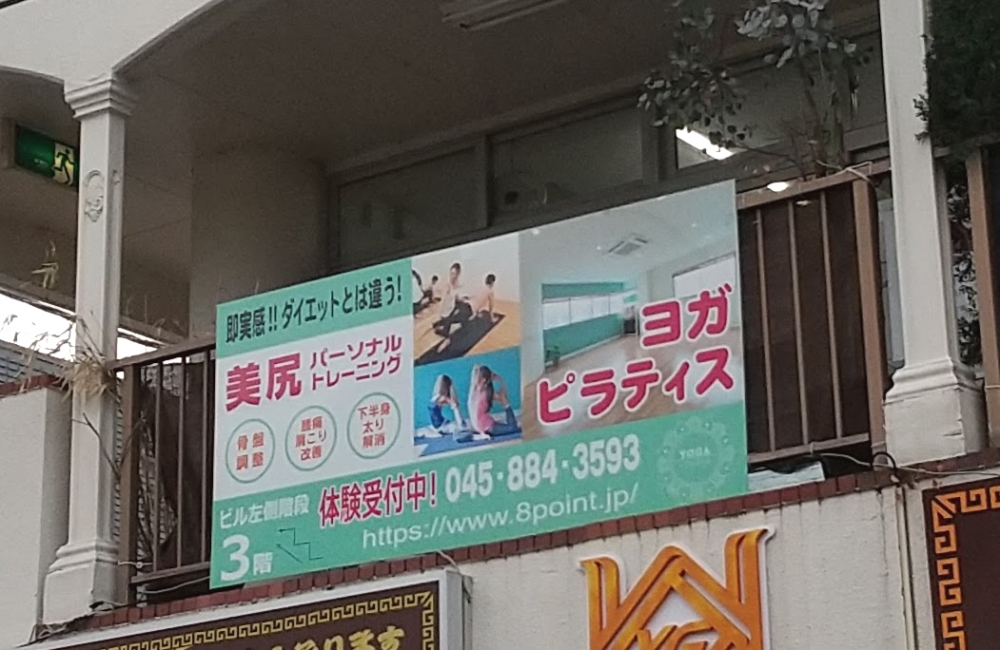 即実感!!ダイエットとは違う!
美尻 パーソナル
トレーニング
骨盤
調整
腰痛
肩こり
改善
下半身
太り
解消
ヨガ
ピラティス
体験受付中! 045・884・3593
https://www.8point.jp/
ビル左側階段
3階
YOGA